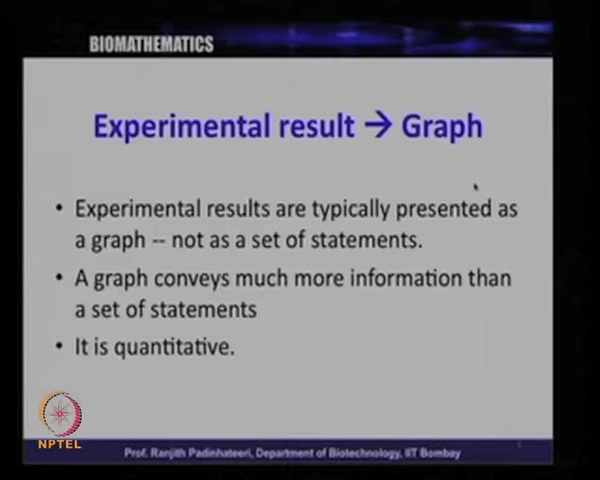 BIOMATHEMATICS
Experimental result → Graph
• Experimental results are typically presented as
a graph -- not as a set of statements.
• A graph conveys much more information than
a set of statements
• It is quantitative.
NPTEL
Prof. Ranjith Padinhateeri, Department of Biotechnology, IIT Bombay